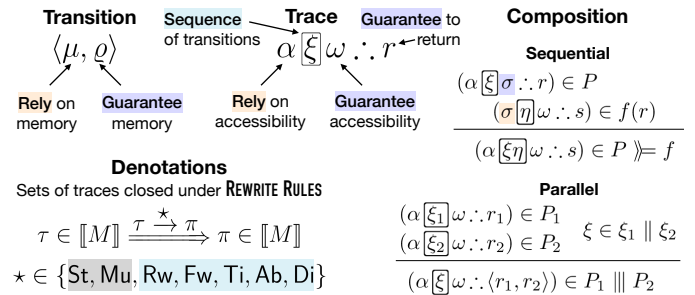 Transition
⟨μ, ϱ⟩
Rely on
memory
Guarantee
memory
Sequence
of transitions
Trace
Guarantee to
return
α ξ ω ∴ r
Rely on
accessibility
Guarantee
accessibility
Denotations
Sets of traces closed under REWRITE RULES
τ ∈ ⟦M⟧ τ →⋆ π ⟹ π ∈ ⟦M⟧
⋆ ∈ {St, Mu, Rw, Fw, Ti, Ab, Di}
Composition
Sequential
(α ξ σ ∴ r) ∈ P
(σ η ω ∴ s) ∈ f(r)
(α ξη ω ∴ s) ∈ P ⟫= f
Parallel
(α ξ₁ ω ∴ r₁) ∈ P₁
(α ξ₂ ω ∴ r₂) ∈ P₂
ξ ∈ ξ₁ ∥ ξ₂
(α ξ ω ∴ ⟨r₁, r₂⟩) ∈ P₁ ⫴ P₂